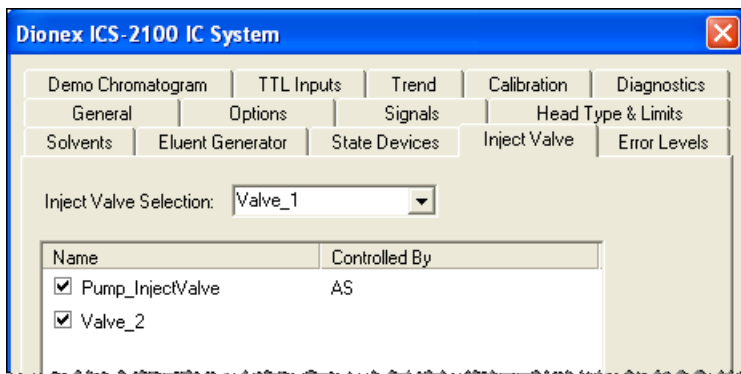 Dionex ICS-2100 IC System
Demo Chromatogram TTL Inputs Trend Calibration Diagnostics
General Options Signals Head Type & Limits
Solvents Eluent Generator State Devices Inject Valve Error Levels
Inject Valve Selection: Valve_1
Name Controlled By
Pump_InjectValve AS
Valve_2